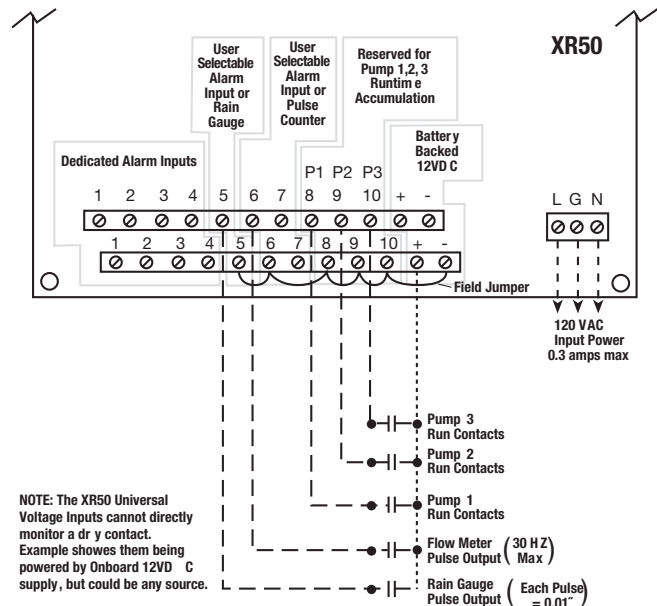 XR50
User
Selectable
Alarm
Input or
Rain
Gauge
User
Selectable
Alarm
Input or
Pulse
Counter
Reserved for
Pump 1,2, 3
Runtim e
Accumulation
Battery
Backed
12VD C
Dedicated Alarm Inputs
P1 P2 P3
1 2 3 4 5 6 7 8 9 10 + -
1 2 3 4 5 6 7 8 9 10 + -
Field Jumper
L G N
120 VAC
Input Power
0.3 amps max
Pump 3
Run Contacts
Pump 2
Run Contacts
Pump 1
Run Contacts
Flow Meter
Pulse Output (30 HZ Max)
Rain Gauge
Pulse Output (Each Pulse = 0.01")
NOTE: The XR50 Universal
Voltage Inputs cannot directly
monitor a dr y contact.
Example showes them being
powered by Onboard 12VD C
supply, but could be any source.